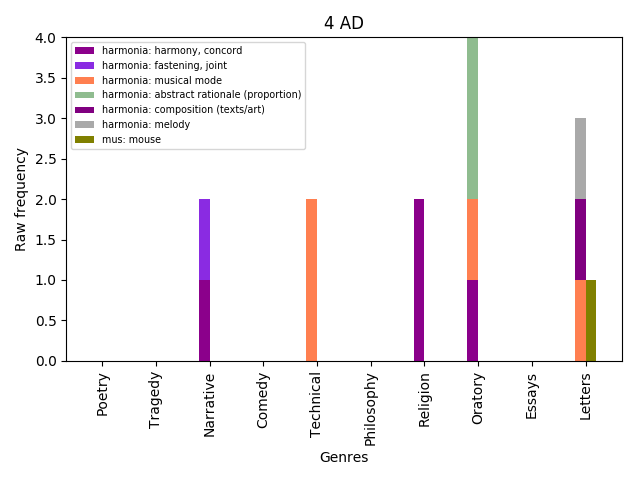 4 AD
harmonia: harmony, concord
harmonia: fastening, joint
harmonia: musical mode
harmonia: abstract rationale (proportion)
harmonia: composition (texts/art)
harmonia: melody
mus: mouse
Raw frequency
4.0
3.5
3.0
2.5
2.0
1.5
1.0
0.5
0.0
Poetry
Tragedy
Narrative
Comedy
Technical
Philosophy
Religion
Oratory
Essays
Letters
Genres